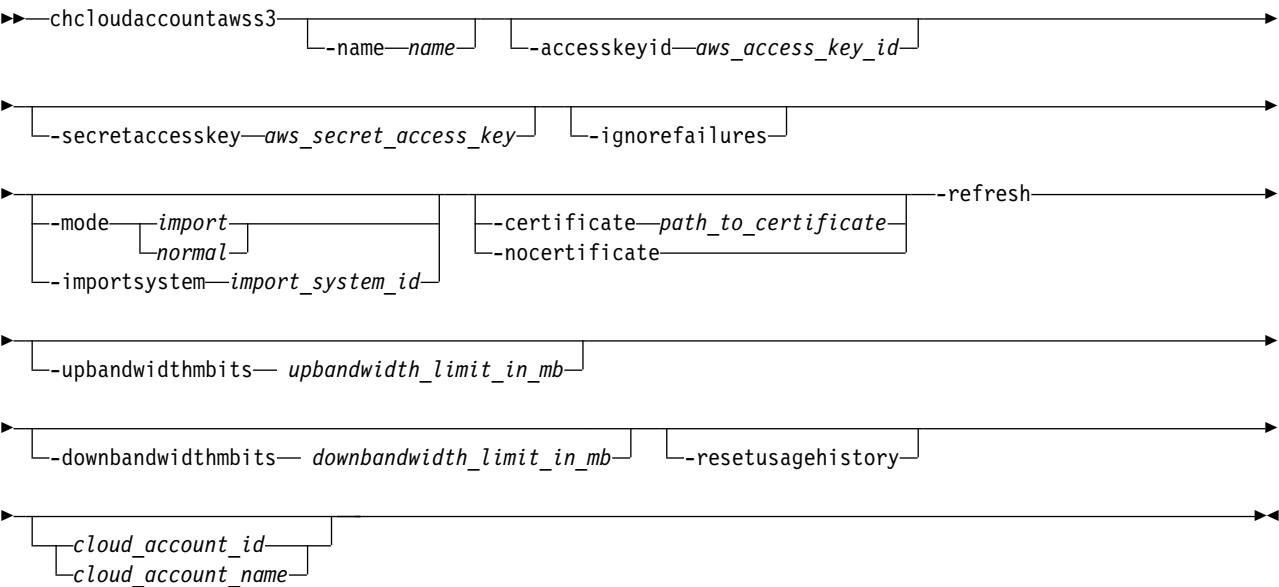 chcloudaccountawss3
-name name -accesskeyid aws_access_key_id
-secretaccesskey aws_secret_access_key -ignorefailures
-refresh
-mode import -certificate path_to_certificate
normal -nocertificate
-importsystem import_system_id
-upbandwidthmbits upbandwidth_limit_in_mb
-downbandwidthmbits downbandwidth_limit_in_mb -resetusagehistory
cloud_account_id
cloud_account_name